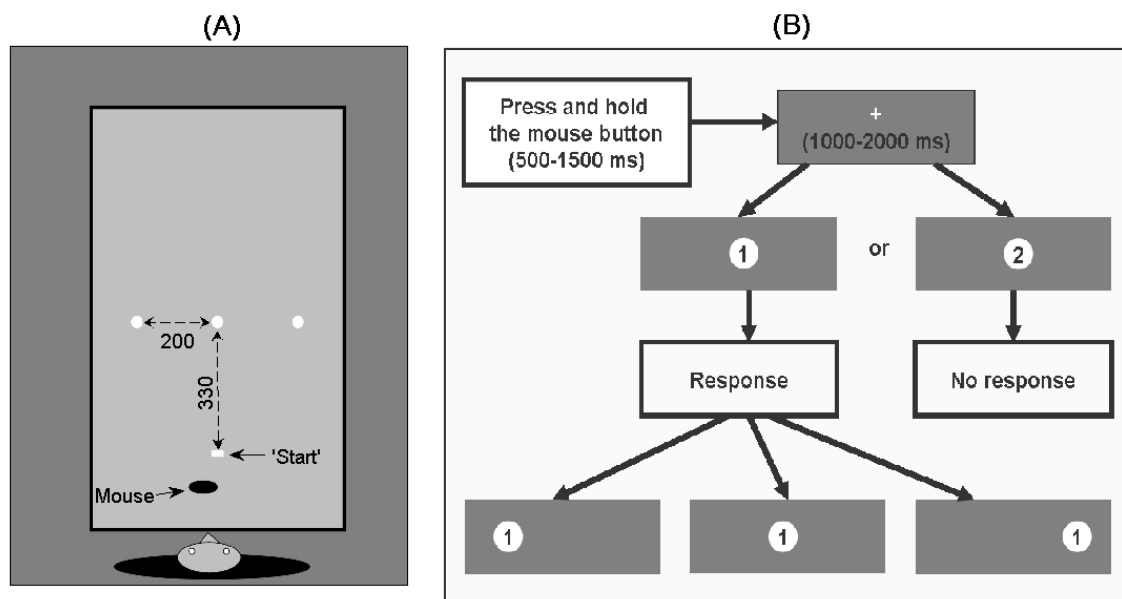 (A)
200
330
'Start'
Mouse
(B)
Press and hold
the mouse button
(500-1500 ms)
+
(1000-2000 ms)
1
or
2
Response
No response
1
1
1